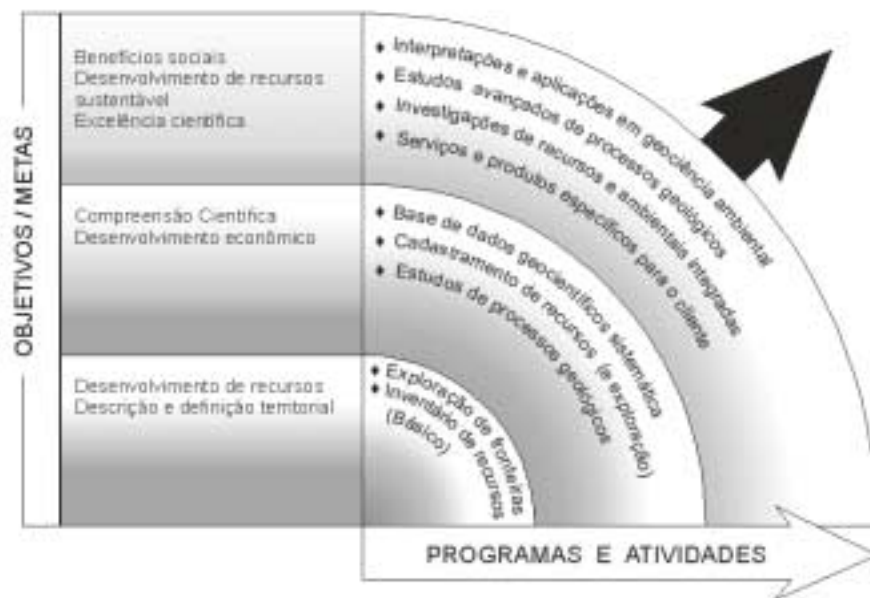 OBJETIVOS / METAS
Benefícios sociais
Desenvolvimento de recursos
sustentável
Excelência científica
♦ Interpretações e aplicações em geociência ambiental
♦ Estudos avançados de processos geológicos
♦ Investigações de recursos e ambientais integradas
♦ Serviços e produtos específicos para o cliente
Compreensão Científica
Desenvolvimento econômico
♦ Base de dados geocientíficos sistemática
♦ Cadastramento de recursos (e exploração)
♦ Estudos de processos geológicos
Desenvolvimento de recursos
Descrição e definição territorial
♦ Exploração de fronteiras
♦ Inventário de recursos
(Básico)
PROGRAMAS E ATIVIDADES